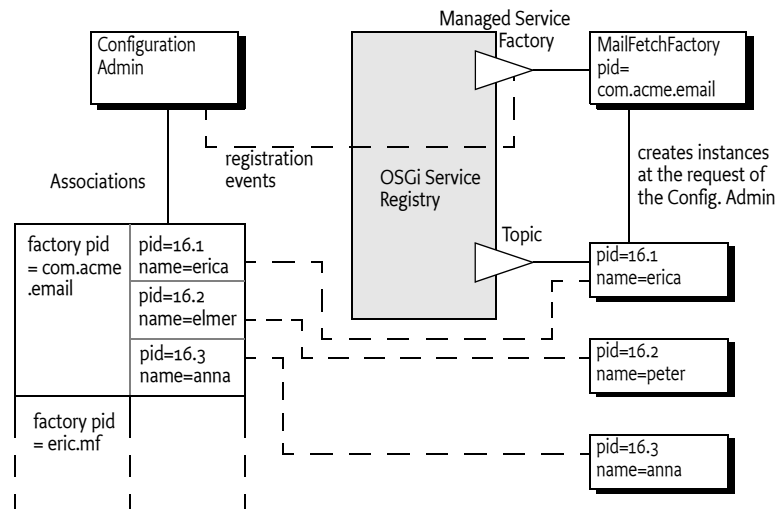 Managed Service
Factory
Configuration
Admin
MailFetchFactory
pid=
com.acme.email
registration
events
Associations
OSGi Service
Registry
creates instances
at the request of
the Config. Admin
Topic
factory pid
= com.acme
.email
pid=16.1
name=erica
pid=16.2
name=elmer
pid=16.3
name=anna
factory pid
= eric.mf
pid=16.1
name=erica
pid=16.2
name=peter
pid=16.3
name=anna